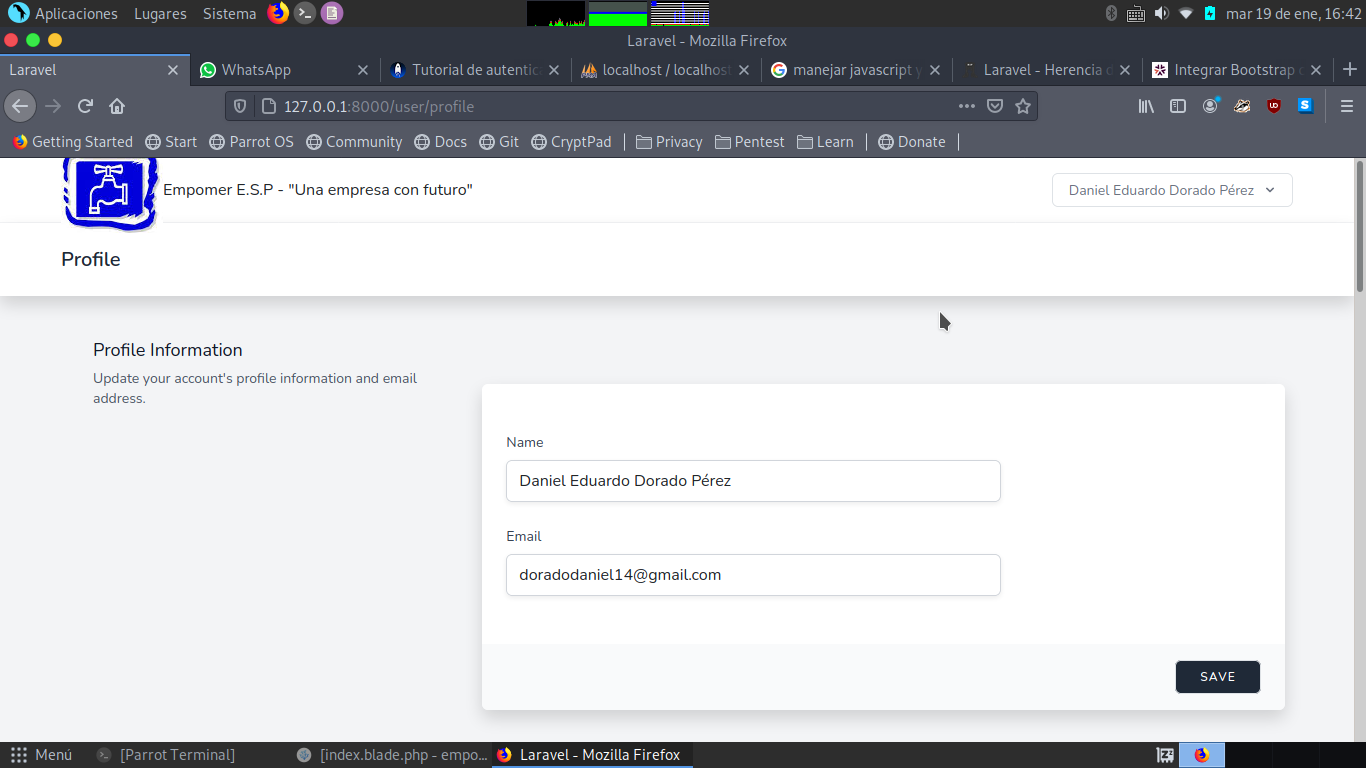 Aplicaciones Lugares Sistema mar 19 de ene, 16:42
Laravel - Mozilla Firefox
Laravel WhatsApp Tutorial de autentic localhost / localhos manejar javascript y Laravel - Herencia d Integrar Bootstrap c
127.0.0.1:8000/user/profile
Getting Started Start Parrot OS Community Docs Git CryptPad Privacy Pentest Learn Donate
Empomer E.S.P - "Una empresa con futuro" Daniel Eduardo Dorado Pérez
Profile
Profile Information
Update your account's profile information and email
address.
Name
Daniel Eduardo Dorado Pérez
Email
doradodaniel14@gmail.com
SAVE
Menú [Parrot Terminal] [index.blade.php - empo... Laravel - Mozilla Firefox